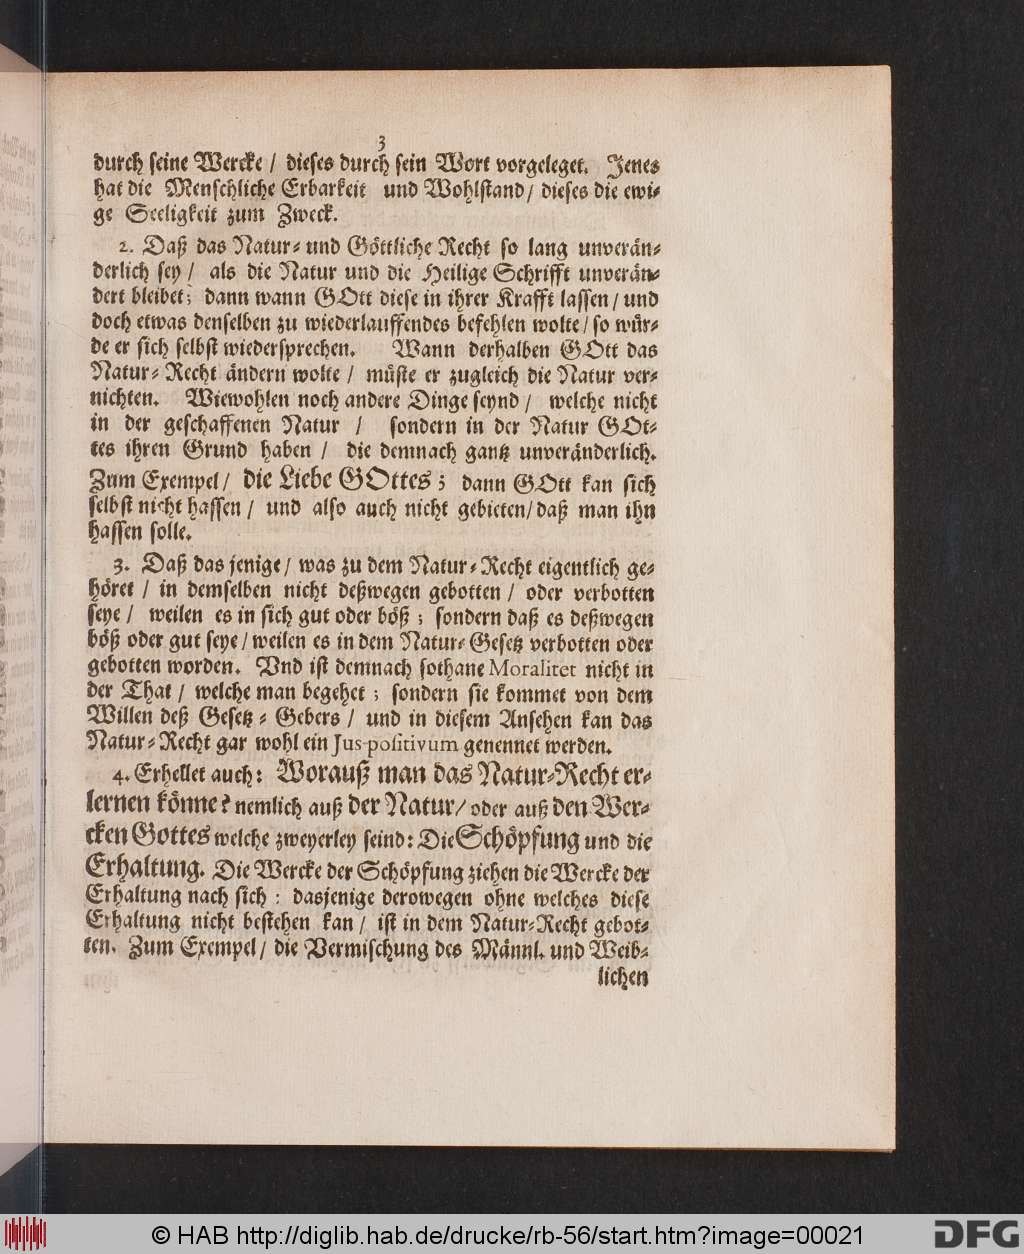 3
durch seine Wercke / dieses durch sein Wort vorgeleget. Jenes
hat die Menschliche Erbarkeit und Wohlstand / dieses die ewi-
ge Seeligkeit zum Zweck.
2. Daß das Natur- und Göttliche Recht so lang unverän-
derlich sey / als die Natur und die Heilige Schrifft unverän-
dert bleibet; dann wann GOtt diese in ihrer Krafft lassen / und
doch etwas denselben zu wiederlauffendes befehlen wolte / so wür-
de er sich selbst wiedersprechen. Wann derhalben GOtt das
Natur-Recht ändern wolte / müste er zugleich die Natur ver-
nichten. Wiewohlen noch andere Dinge seynd / welche nicht
in der geschaffenen Natur / sondern in der Natur GOt-
tes ihren Grund haben / die demnach gantz unveränderlich.
Zum Exempel / die Liebe GOttes; dann GOtt kan sich
selbst nicht hassen / und also auch nicht gebieten / daß man ihn
hassen solle.
3. Daß das jenige / was zu dem Natur-Recht eigentlich ge-
höret / in demselben nicht deßwegen gebotten / oder verbotten
seye / weilen es in sich gut oder böß; sondern daß es deßwegen
böß oder gut seye / weilen es in dem Natur-Gesetz verbotten oder
gebotten worden. Vnd ist demnach sothane Moralitet nicht in
der That / welche man begehet; sondern sie kommet von dem
Willen deß Gesetz-Gebers / und in diesem Ansehen kan das
Natur-Recht gar wohl ein Jus positivum genennet werden.
4. Erhellet auch: Worauß man das Natur-Recht er-
lernen könne? nemlich auß der Natur / oder auß den Wer-
cken Gottes welche zweyerley seind: Die Schöpfung und die
Erhaltung. Die Wercke der Schöpfung ziehen die Wercke der
Erhaltung nach sich: dasjenige derowegen ohne welches diese
Erhaltung nicht bestehen kan / ist in dem Natur-Recht gebot-
ten. Zum Exempel / die Vermischung des Männl. und Weib-
lichen
© HAB http://diglib.hab.de/drucke/rb-56/start.htm?image=00021
DFG